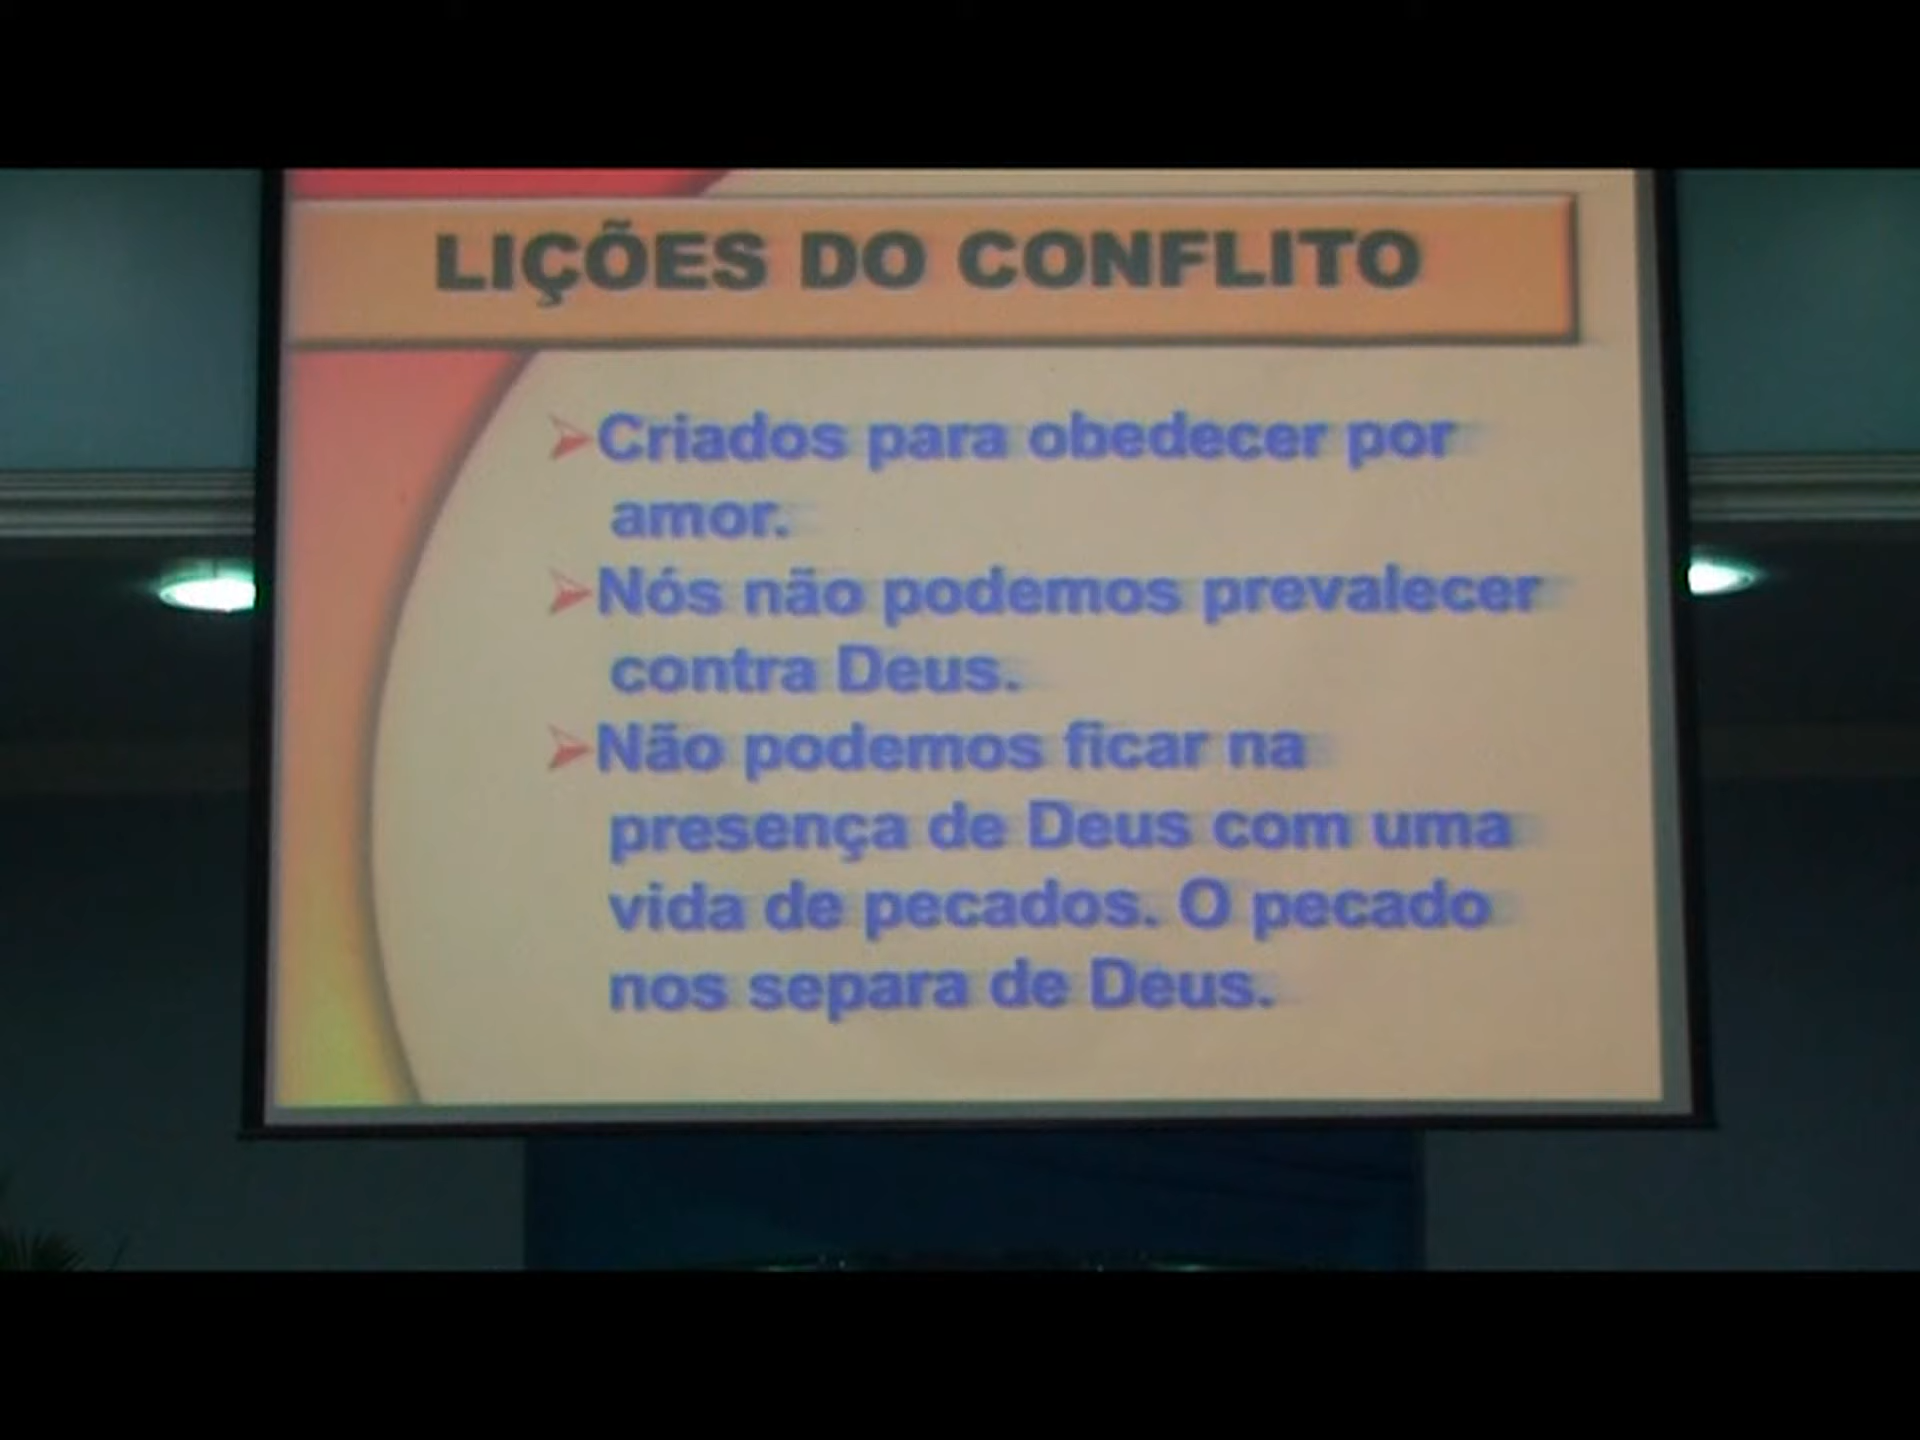 LIÇÕES DO CONFLITO
Criados para obedecer por
amor.
Nós não podemos prevalecer
contra Deus.
Não podemos ficar na
presença de Deus com uma
vida de pecados. O pecado
nos separa de Deus.